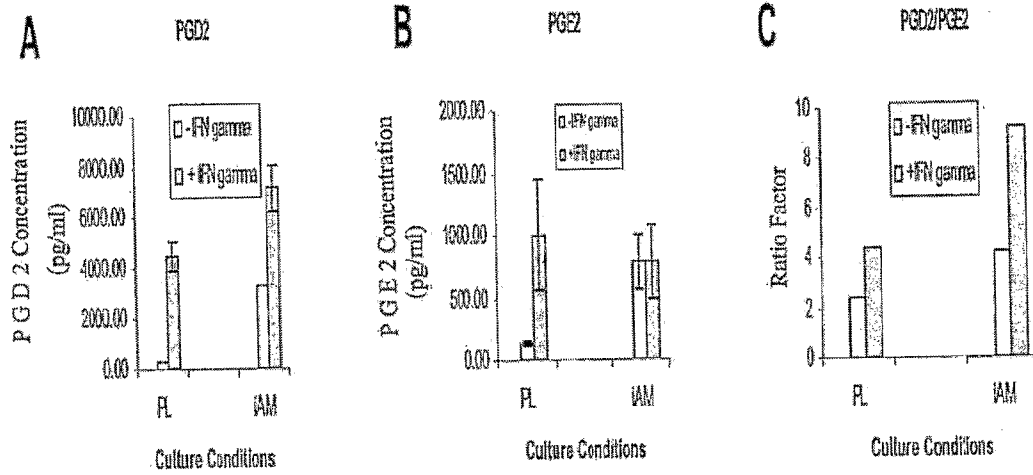 A
PGD2
P G D 2 Concentration
(pg/ml)
10000.00
8000.00
6000.00
4000.00
2000.00
0.00
-IFN gamma
+IFN gamma
PL
IAM
Culture Conditions
B
PGE2
P G E 2 Concentration
(pg/ml)
2000.00
1500.00
1000.00
500.00
0.00
-IFN gamma
+IFN gamma
PL
IAM
Culture Conditions
C
PGD2/PGE2
Ratio Factor
10
8
6
4
2
0
-IFN gamma
+IFN gamma
PL
IAM
Culture Conditions